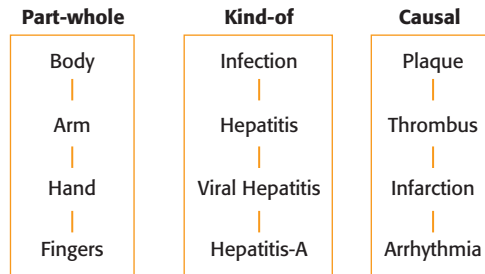 Part-whole
Body
Arm
Hand
Fingers
Kind-of
Infection
Hepatitis
Viral Hepatitis
Hepatitis-A
Causal
Plaque
Thrombus
Infarction
Arrhythmia